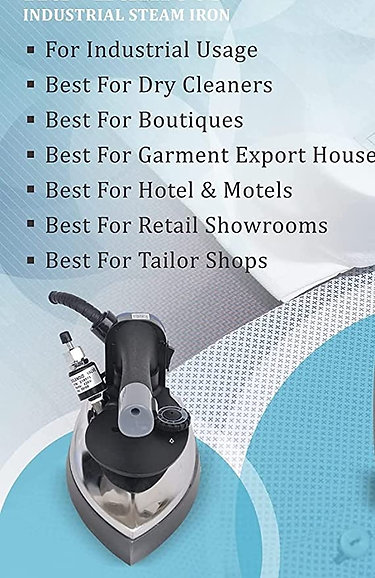 INDUSTRIAL STEAM IRON
▪ For Industrial Usage
▪ Best For Dry Cleaners
▪ Best For Boutiques
▪ Best For Garment Export House
▪ Best For Hotel & Motels
▪ Best For Retail Showrooms
▪ Best For Tailor Shops